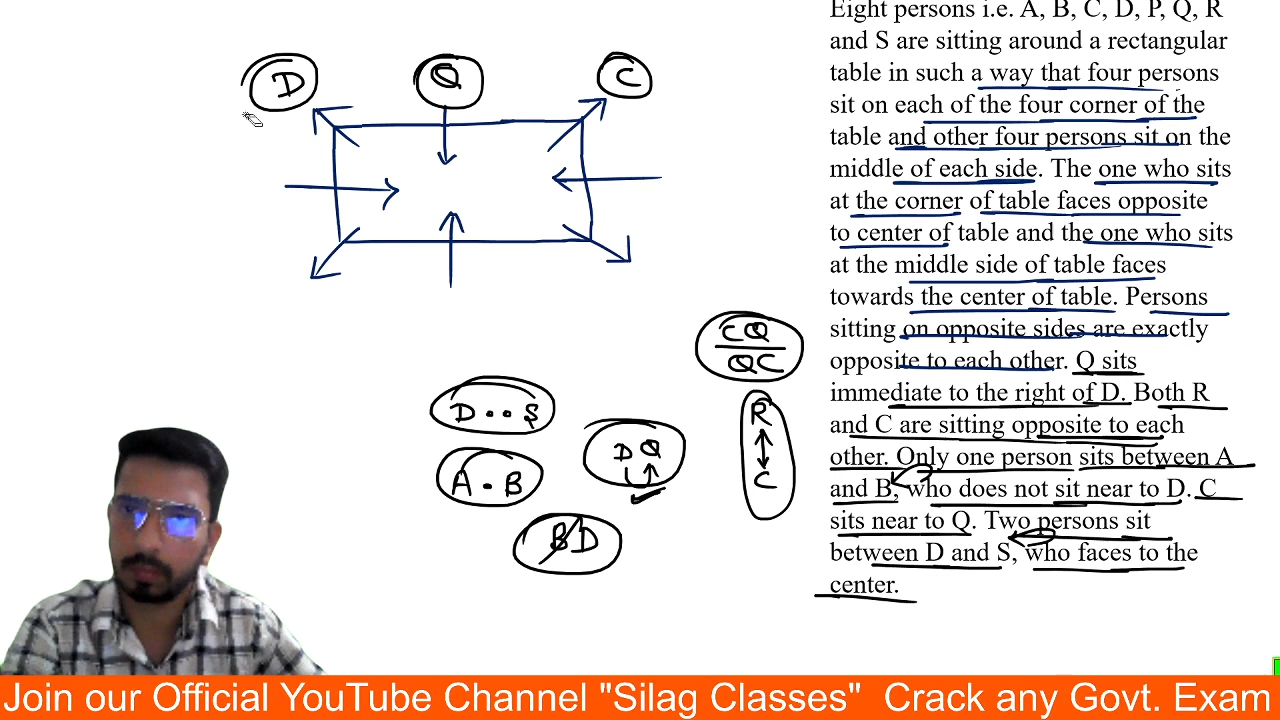 Eight persons i.e. A, B, C, D, P, Q, R
and S are sitting around a rectangular
table in such a way that four persons
sit on each of the four corner of the
table and other four persons sit on the
middle of each side. The one who sits
at the corner of table faces opposite
to center of table and the one who sits
at the middle side of table faces
towards the center of table. Persons
sitting on opposite sides are exactly
opposite to each other. Q sits
immediate to the right of D. Both R
and C are sitting opposite to each
other. Only one person sits between A
and B, who does not sit near to D. C
sits near to Q. Two persons sit
between D and S, who faces to the
center.
D Q C
CQ
QC
D . . S
R
D Q
A . B
C
B D
Join our Official YouTube Channel "Silag Classes" Crack any Govt. Exam